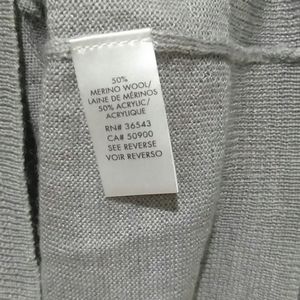 50%
MERINO WOOL/
LAINE DE MÉRINOS
50% ACRYLIC/
ACRYLIQUE
RN# 36543
CA# 50900
SEE REVERSE
VOIR REVERSO